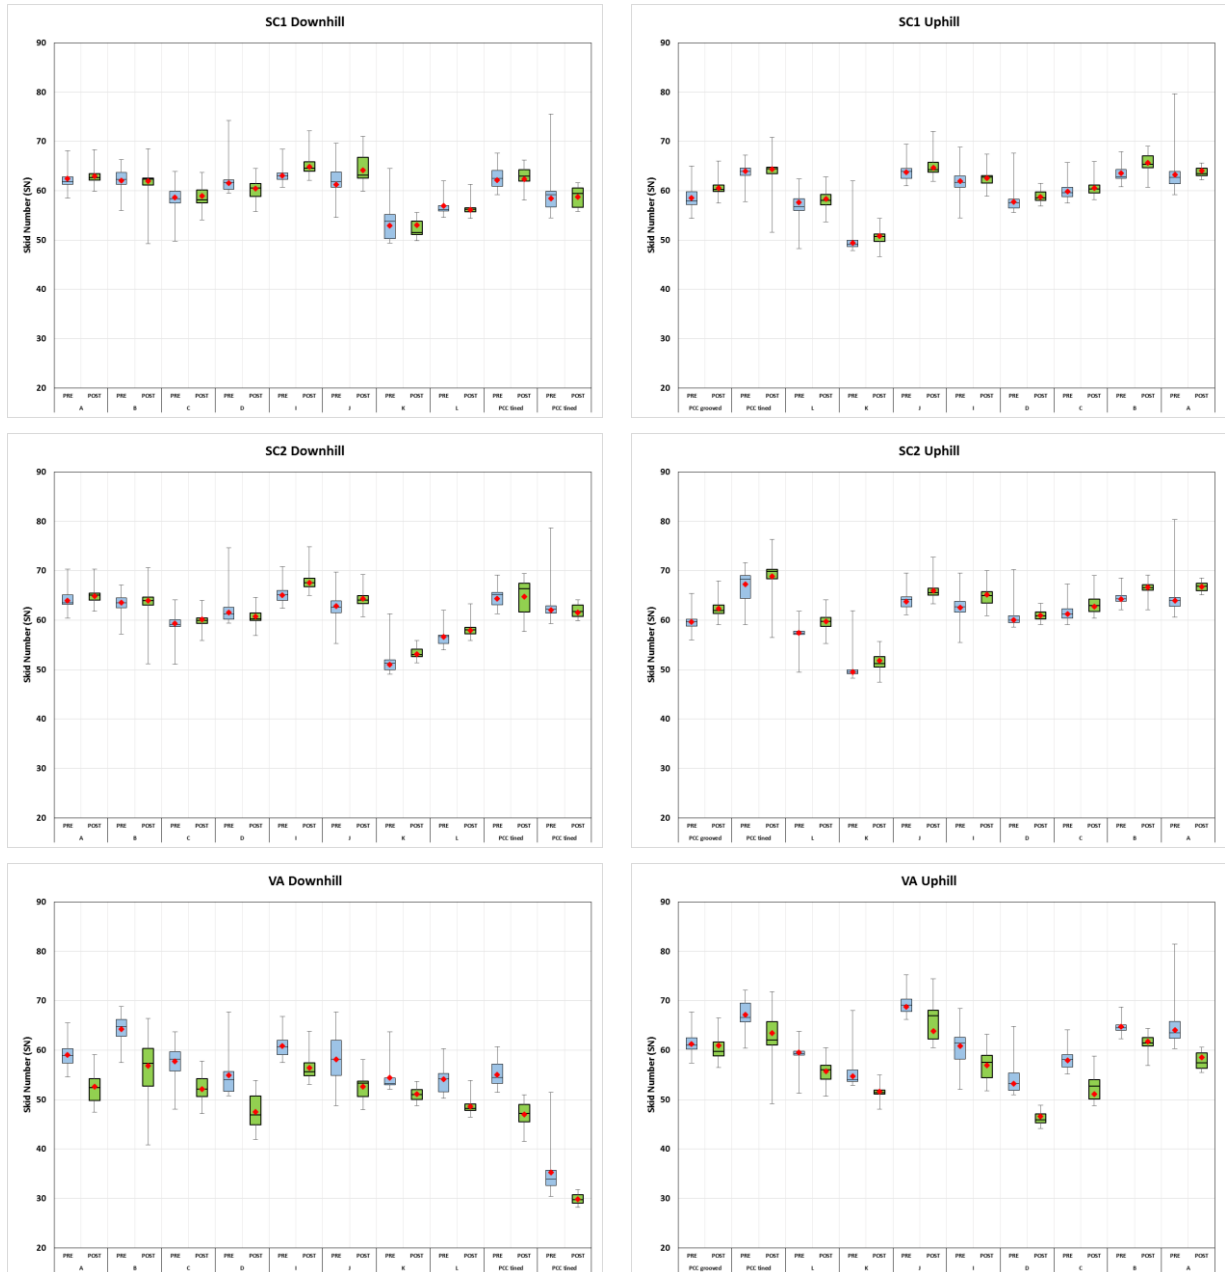 SC1 Downhill
Skid Number (SN)
90
80
70
60
50
40
30
20
PRE POST PRE POST PRE POST PRE POST PRE POST PRE POST PRE POST PRE POST PRE POST PRE POST
A B C D I J K L PCC tined PCC tined
SC1 Uphill
Skid Number (SN)
90
80
70
60
50
40
30
20
PRE POST PRE POST PRE POST PRE POST PRE POST PRE POST PRE POST PRE POST PRE POST PRE POST
PCC grooved PCC tined L K J I D C B A
SC2 Downhill
Skid Number (SN)
90
80
70
60
50
40
30
20
PRE POST PRE POST PRE POST PRE POST PRE POST PRE POST PRE POST PRE POST PRE POST PRE POST
A B C D I J K L PCC tined PCC tined
SC2 Uphill
Skid Number (SN)
90
80
70
60
50
40
30
20
PRE POST PRE POST PRE POST PRE POST PRE POST PRE POST PRE POST PRE POST PRE POST PRE POST
PCC grooved PCC tined L K J I D C B A
VA Downhill
Skid Number (SN)
90
80
70
60
50
40
30
20
PRE POST PRE POST PRE POST PRE POST PRE POST PRE POST PRE POST PRE POST PRE POST PRE POST
A B C D I J K L PCC tined PCC tined
VA Uphill
Skid Number (SN)
90
80
70
60
50
40
30
20
PRE POST PRE POST PRE POST PRE POST PRE POST PRE POST PRE POST PRE POST PRE POST PRE POST
PCC grooved PCC tined L K J I D C B A